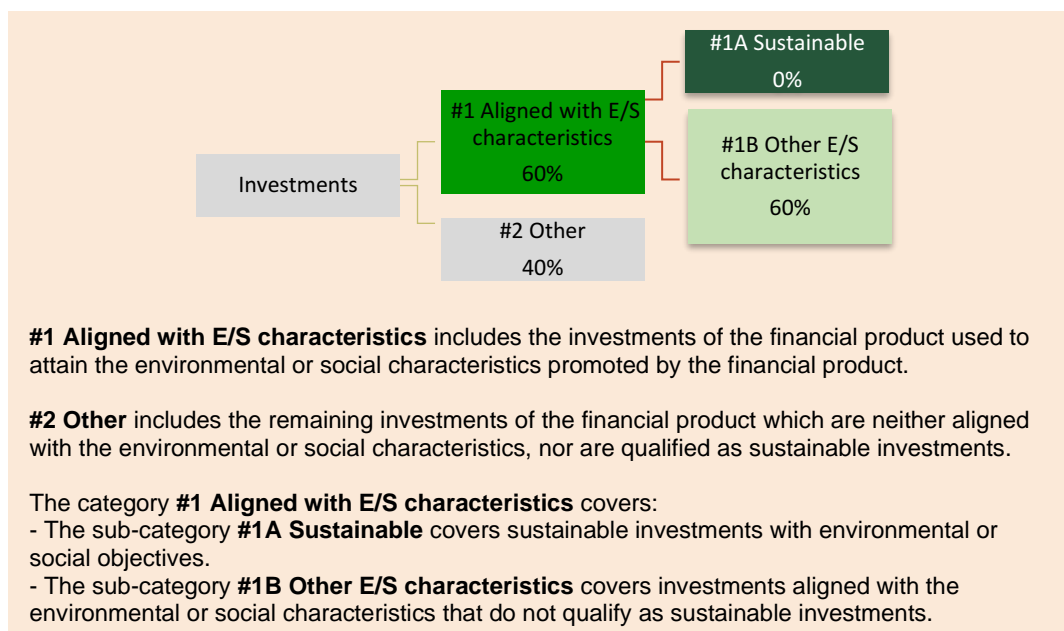 #1A Sustainable
0%
#1 Aligned with E/S
characteristics
60%
#1B Other E/S
characteristics
60%
Investments
#2 Other
40%
#1 Aligned with E/S characteristics includes the investments of the financial product used to
attain the environmental or social characteristics promoted by the financial product.
#2 Other includes the remaining investments of the financial product which are neither aligned
with the environmental or social characteristics, nor are qualified as sustainable investments.
The category #1 Aligned with E/S characteristics covers:
- The sub-category #1A Sustainable covers sustainable investments with environmental or
social objectives.
- The sub-category #1B Other E/S characteristics covers investments aligned with the
environmental or social characteristics that do not qualify as sustainable investments.